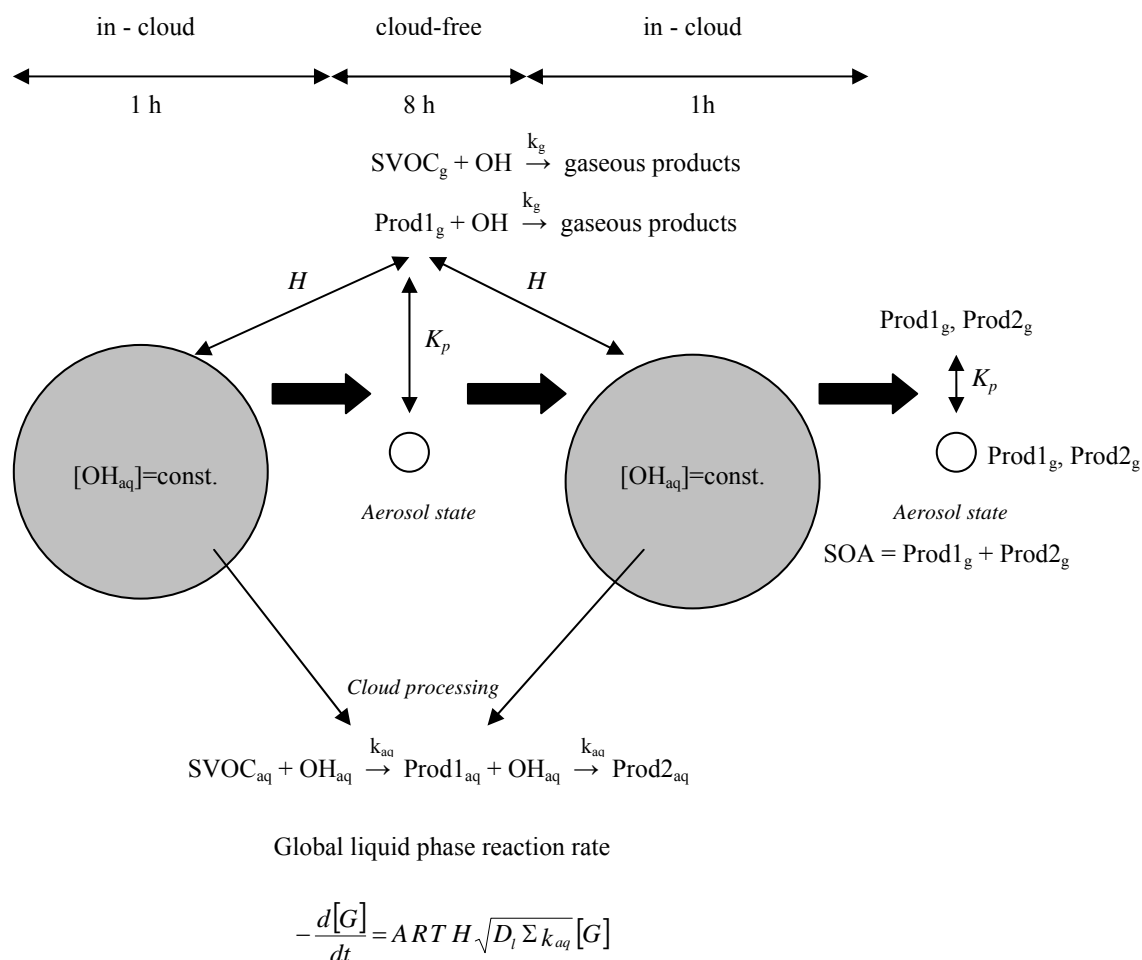 in - cloud cloud-free in - cloud
1 h 8 h 1h
SVOC_g + OH →^{k_g} gaseous products
Prod1_g + OH →^{k_g} gaseous products
H H
K_p
Prod1_g, Prod2_g
K_p
[OH_aq]=const. [OH_aq]=const. Prod1_g, Prod2_g
Aerosol state Aerosol state
SOA = Prod1_g + Prod2_g
Cloud processing
SVOC_aq + OH_aq →^{k_aq} Prod1_aq + OH_aq →^{k_aq} Prod2_aq
Global liquid phase reaction rate
-d[G]/dt = A R T H √(D_l Σ k_aq) [G]